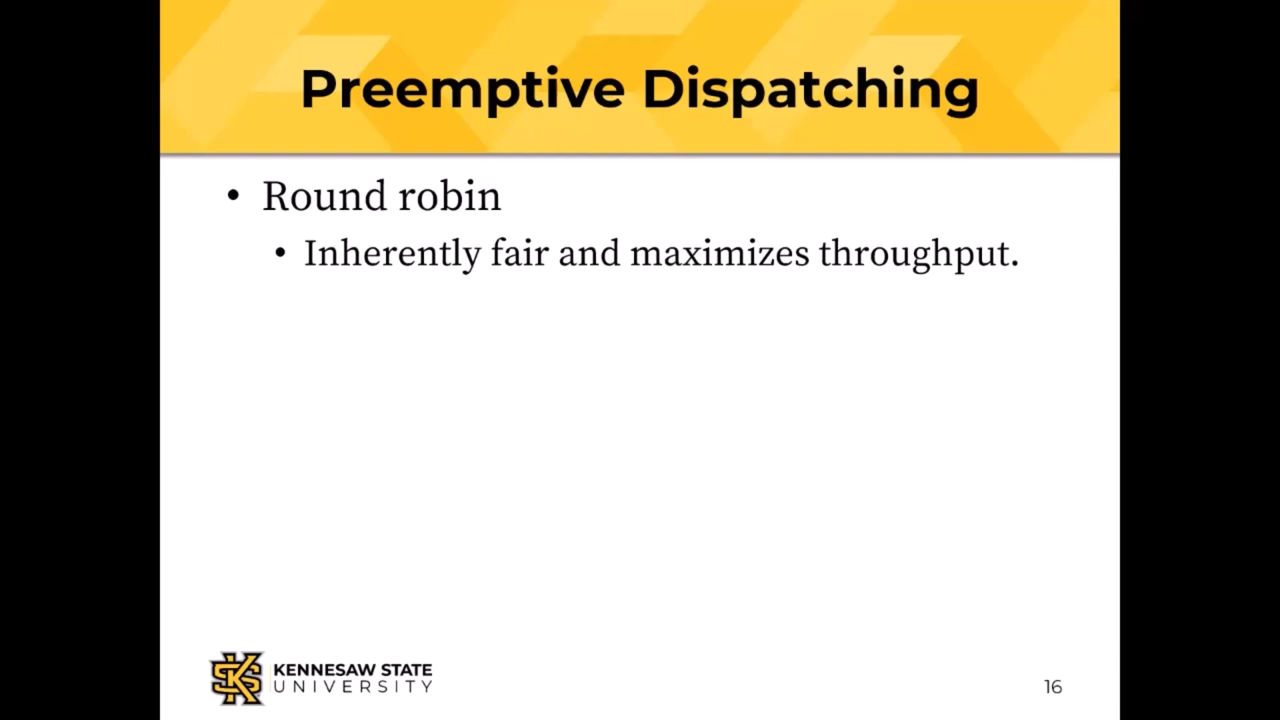 Preemptive Dispatching
• Round robin
• Inherently fair and maximizes throughput.
KENNESAW STATE
UNIVERSITY
16